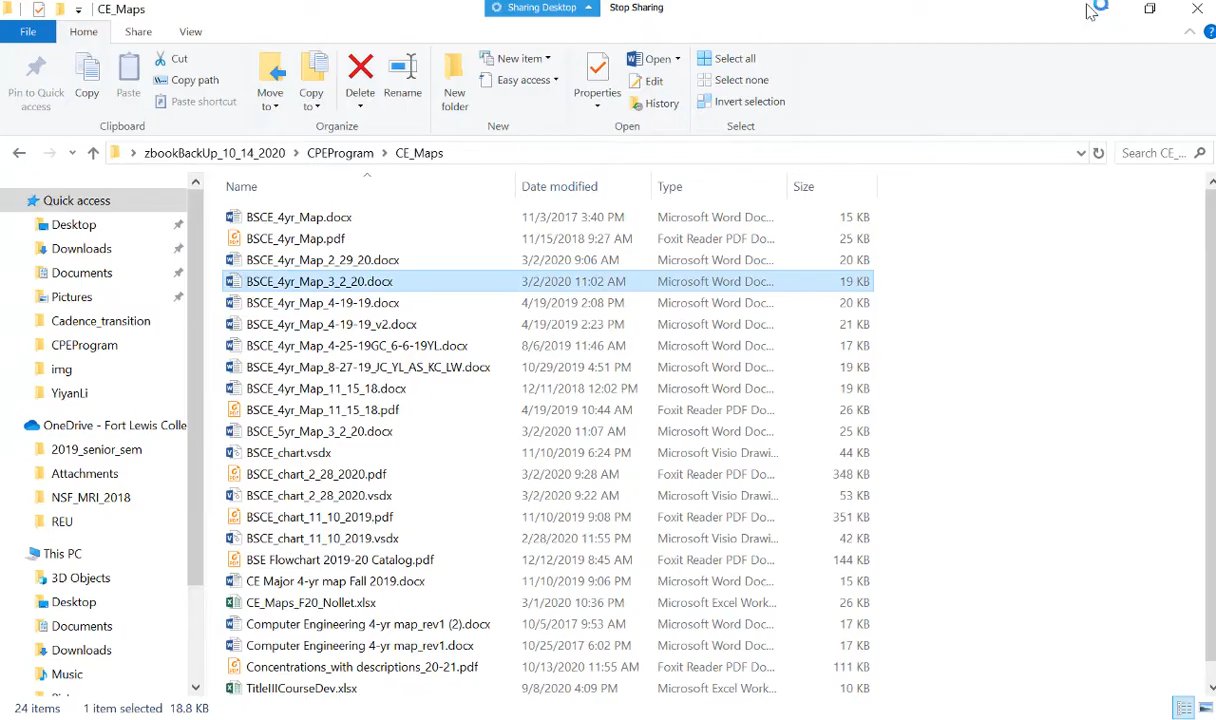 CE_Maps
Sharing Desktop
Stop Sharing
File
Home
Share
View
Pin to Quick access
Copy
Paste
Cut
Copy path
Paste shortcut
Clipboard
Move to
Copy to
Delete
Rename
Organize
New folder
New item
Easy access
New
Properties
Open
Edit
History
Open
Select all
Select none
Invert selection
Select
zbookBackUp_10_14_2020 > CPEProgram > CE_Maps
Search CE_...
Quick access
Desktop
Downloads
Documents
Pictures
Cadence_transition
CPEProgram
img
YiyanLi
OneDrive - Fort Lewis Colle
2019_senior_sem
Attachments
NSF_MRI_2018
REU
This PC
3D Objects
Desktop
Documents
Downloads
Music
Name Date modified Type Size
BSCE_4yr_Map.docx 11/3/2017 3:40 PM Microsoft Word Doc... 15 KB
BSCE_4yr_Map.pdf 11/15/2018 9:27 AM Foxit Reader PDF Do... 25 KB
BSCE_4yr_Map_2_29_20.docx 3/2/2020 9:06 AM Microsoft Word Doc... 20 KB
BSCE_4yr_Map_3_2_20.docx 3/2/2020 11:02 AM Microsoft Word Doc... 19 KB
BSCE_4yr_Map_4-19-19.docx 4/19/2019 2:08 PM Microsoft Word Doc... 20 KB
BSCE_4yr_Map_4-19-19_v2.docx 4/19/2019 2:23 PM Microsoft Word Doc... 21 KB
BSCE_4yr_Map_4-25-19GC_6-6-19YL.docx 8/6/2019 11:46 AM Microsoft Word Doc... 17 KB
BSCE_4yr_Map_8-27-19_JC_YL_AS_KC_LW.docx 10/29/2019 4:51 PM Microsoft Word Doc... 19 KB
BSCE_4yr_Map_11_15_18.docx 12/11/2018 12:02 PM Microsoft Word Doc... 19 KB
BSCE_4yr_Map_11_15_18.pdf 4/19/2019 10:44 AM Foxit Reader PDF Do... 26 KB
BSCE_5yr_Map_3_2_20.docx 3/2/2020 11:07 AM Microsoft Word Doc... 25 KB
BSCE_chart.vsdx 11/10/2019 6:24 PM Microsoft Visio Drawi... 44 KB
BSCE_chart_2_28_2020.pdf 3/2/2020 9:28 AM Foxit Reader PDF Do... 348 KB
BSCE_chart_2_28_2020.vsdx 3/2/2020 9:22 AM Microsoft Visio Drawi... 53 KB
BSCE_chart_11_10_2019.pdf 11/10/2019 9:08 PM Foxit Reader PDF Do... 351 KB
BSCE_chart_11_10_2019.vsdx 2/28/2020 11:55 PM Microsoft Visio Drawi... 42 KB
BSE Flowchart 2019-20 Catalog.pdf 12/12/2019 8:45 AM Foxit Reader PDF Do... 144 KB
CE Major 4-yr map Fall 2019.docx 11/10/2019 9:06 PM Microsoft Word Doc... 15 KB
CE_Maps_F20_Nollet.xlsx 3/1/2020 10:36 PM Microsoft Excel Work... 26 KB
Computer Engineering 4-yr map_rev1 (2).docx 10/5/2017 9:53 AM Microsoft Word Doc... 17 KB
Computer Engineering 4-yr map_rev1.docx 10/25/2017 6:02 PM Microsoft Word Doc... 17 KB
Concentrations_with descriptions_20-21.pdf 10/13/2020 11:55 AM Foxit Reader PDF Do... 111 KB
TitleIIICourseDev.xlsx 9/8/2020 4:09 PM Microsoft Excel Work... 10 KB
24 items 1 item selected 18.8 KB